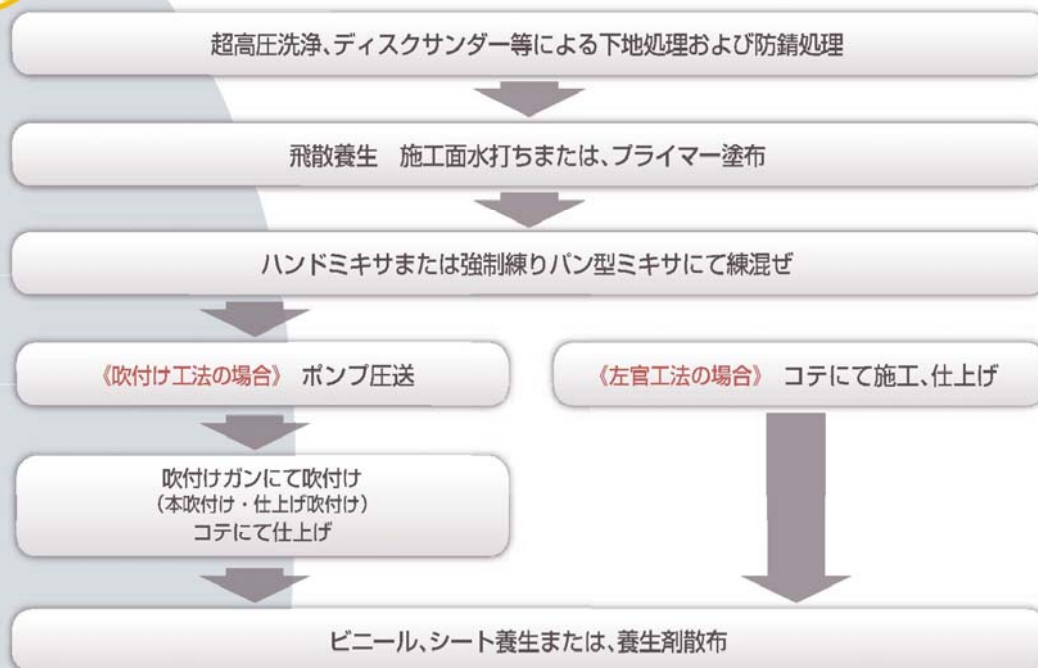 超高圧洗浄、ディスクサンダー等による下地処理および防錆処理
飛散養生　施工面水打ちまたは、プライマー塗布
ハンドミキサまたは強制練りパン型ミキサにて練混ぜ
《吹付け工法の場合》 ポンプ圧送
《左官工法の場合》 コテにて施工、仕上げ
吹付けガンにて吹付け
（本吹付け・仕上げ吹付け）
コテにて仕上げ
ビニール、シート養生または、養生剤散布